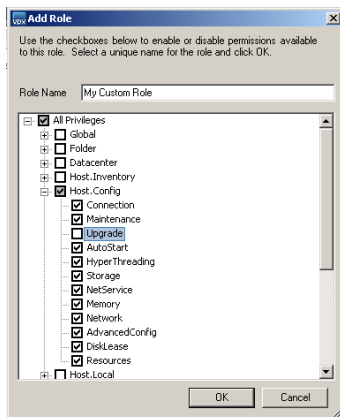 vpx Add Role
Use the checkboxes below to enable or disable permissions available
to this role. Select a unique name for the role and click OK.
Role Name My Custom Role
All Privileges
Global
Folder
Datacenter
Host.Inventory
Host.Config
Connection
Maintenance
Upgrade
AutoStart
HyperThreading
Storage
NetService
Memory
Network
AdvancedConfig
DiskLease
Resources
Host.Local
OK Cancel